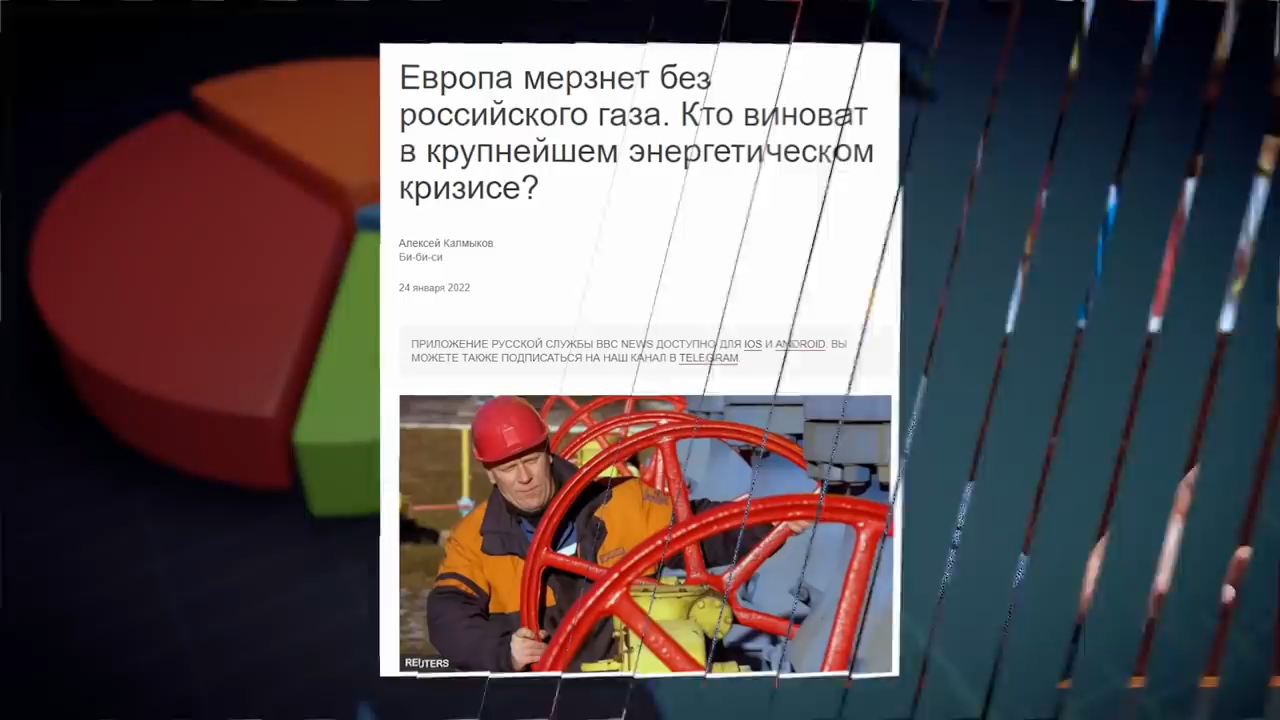 Европа мерзнет без
российского газа. Кто виноват
в крупнейшем энергетическом
кризисе?
Алексей Калмыков
Би-би-си
24 января 2022
ПРИЛОЖЕНИЕ РУССКОЙ СЛУЖБЫ BBC NEWS ДОСТУПНО ДЛЯ IOS И ANDROID. ВЫ
МОЖЕТЕ ТАКЖЕ ПОДПИСАТЬСЯ НА НАШ КАНАЛ В TELEGRAM
REUTERS